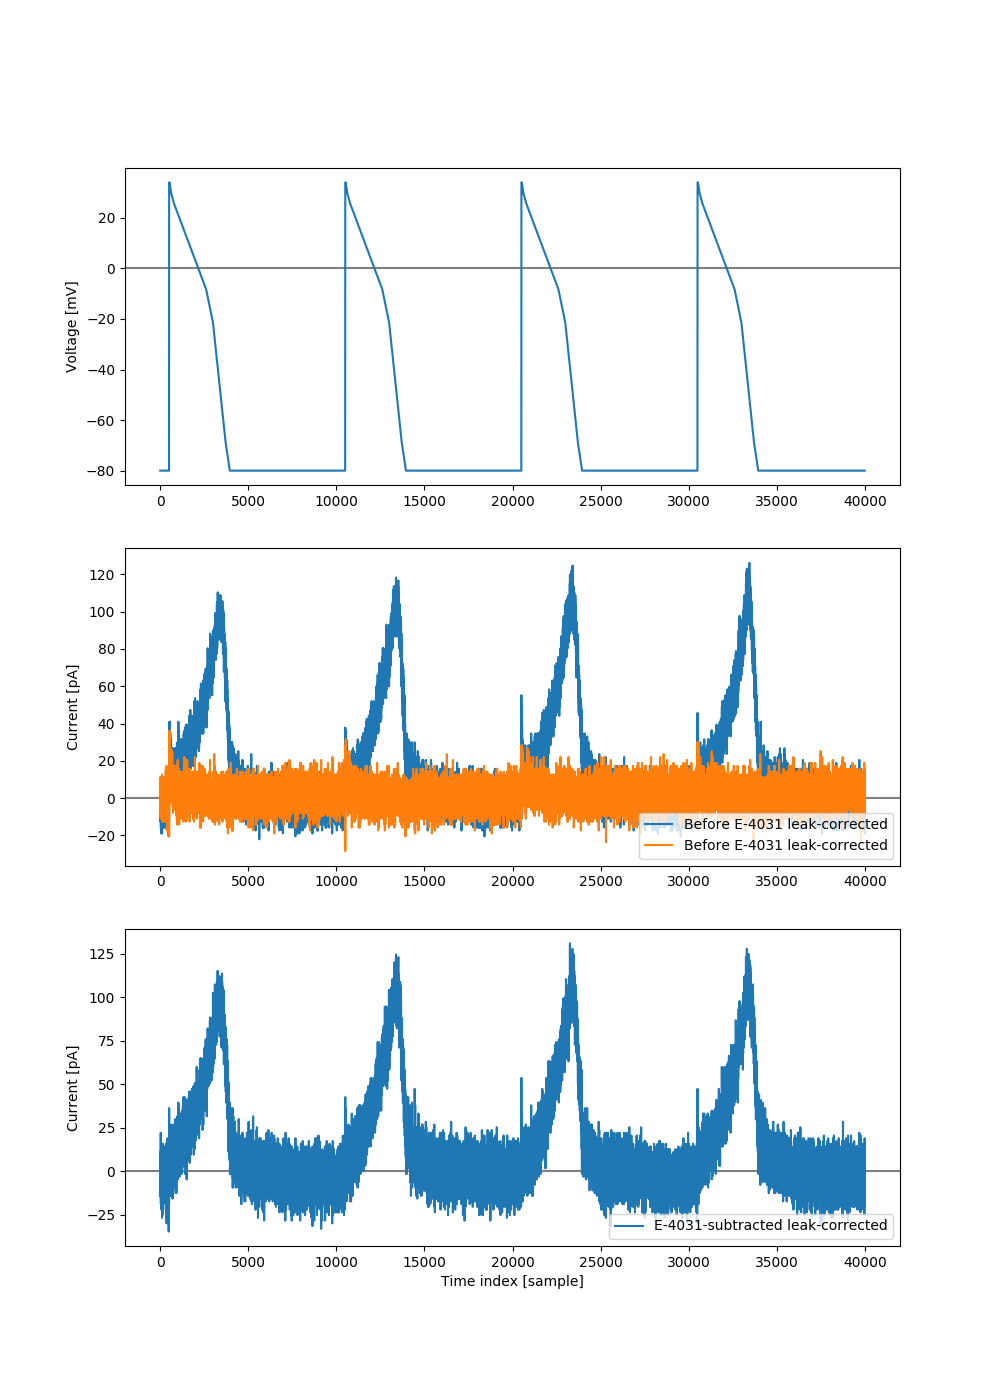 20
0
−20
−40
−60
−80
Voltage [mV]
0 5000 10000 15000 20000 25000 30000 35000 40000
120
100
80
60
40
20
0
−20
Current [pA]
Before E-4031 leak-corrected
Before E-4031 leak-corrected
0 5000 10000 15000 20000 25000 30000 35000 40000
125
100
75
50
25
0
−25
Current [pA]
E-4031-subtracted leak-corrected
0 5000 10000 15000 20000 25000 30000 35000 40000
Time index [sample]